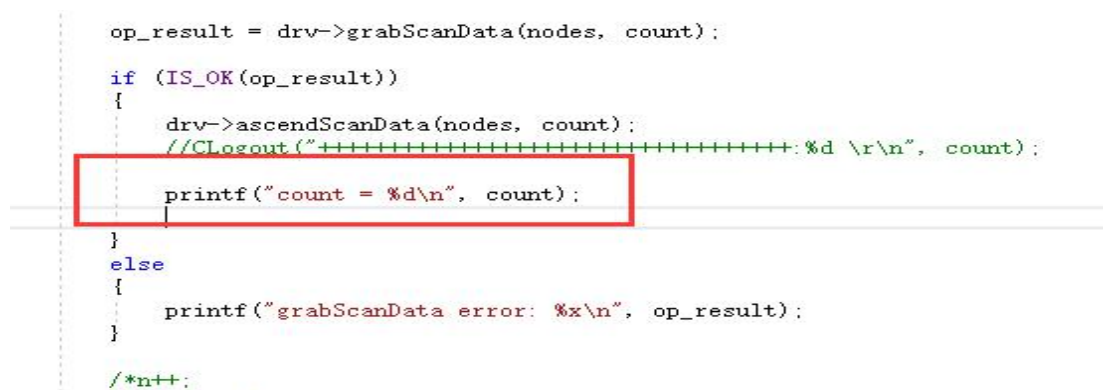 op_result = drv->grabScanData(nodes, count);
if (IS_OK(op_result))
{
drv->ascendScanData(nodes, count);
//CLogout("++++++++++++++++++++++++++++++++++:%d \r\n", count);
printf("count = %d\n", count);
}
else
{
printf("grabScanData error: %x\n", op_result);
}
/*n++;